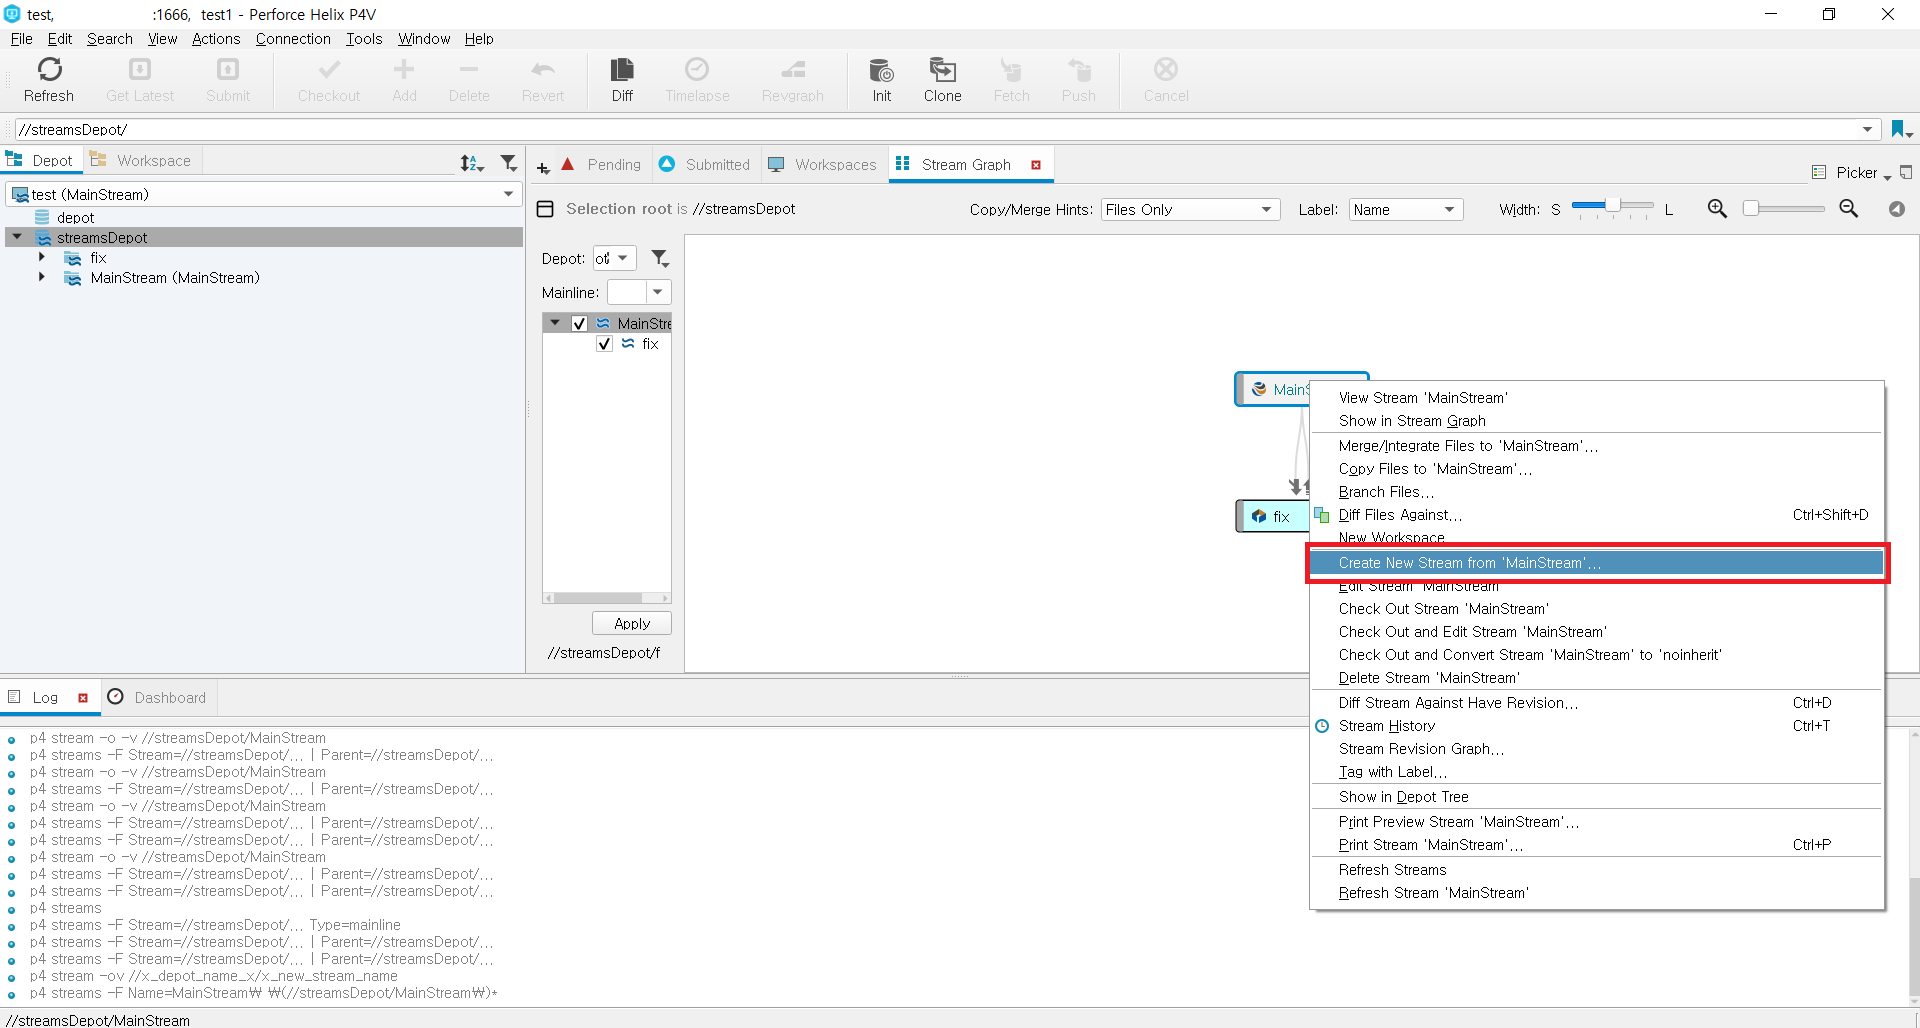 test, :1666, test1 - Perforce Helix P4V
File Edit Search View Actions Connection Tools Window Help
Refresh Get Latest Submit Checkout Add Delete Revert Diff Timelapse Revgraph Init Clone Fetch Push Cancel
//streamsDepot/
Depot Workspace
test (MainStream)
depot
streamsDepot
fix
MainStream (MainStream)
Pending Submitted Workspaces Stream Graph Picker
Selection root is //streamsDepot Copy/Merge Hints: Files Only Label: Name Width: S L
Depot:
Mainline:
MainStre
fix
Apply
//streamsDepot/f
MainS
fix
View Stream 'MainStream'
Show in Stream Graph
Merge/Integrate Files to 'MainStream'...
Copy Files to 'MainStream'...
Branch Files...
Diff Files Against... Ctrl+Shift+D
New Workspace
Create New Stream from 'MainStream'...
Edit Stream 'MainStream'
Check Out Stream 'MainStream'
Check Out and Edit Stream 'MainStream'
Check Out and Convert Stream 'MainStream' to 'noinherit'
Delete Stream 'MainStream'
Diff Stream Against Have Revision... Ctrl+D
Stream History Ctrl+T
Stream Revision Graph...
Tag with Label...
Show in Depot Tree
Print Preview Stream 'MainStream'...
Print Stream 'MainStream'... Ctrl+P
Refresh Streams
Refresh Stream 'MainStream'
Log Dashboard
p4 stream -o -v //streamsDepot/MainStream
p4 streams -F Stream=//streamsDepot/... | Parent=//streamsDepot/...
p4 stream -o -v //streamsDepot/MainStream
p4 streams -F Stream=//streamsDepot/... | Parent=//streamsDepot/...
p4 stream -o -v //streamsDepot/MainStream
p4 streams -F Stream=//streamsDepot/... | Parent=//streamsDepot/...
p4 streams -F Stream=//streamsDepot/... | Parent=//streamsDepot/...
p4 stream -o -v //streamsDepot/MainStream
p4 streams -F Stream=//streamsDepot/... | Parent=//streamsDepot/...
p4 streams -F Stream=//streamsDepot/... | Parent=//streamsDepot/...
p4 streams
p4 streams -F Stream=//streamsDepot/... Type=mainline
p4 streams -F Stream=//streamsDepot/... | Parent=//streamsDepot/...
p4 streams -F Stream=//streamsDepot/... | Parent=//streamsDepot/...
p4 stream -ov //x_depot_name_x/x_new_stream_name
p4 streams -F Name=MainStream₩ ₩(//streamsDepot/MainStream₩)*
//streamsDepot/MainStream